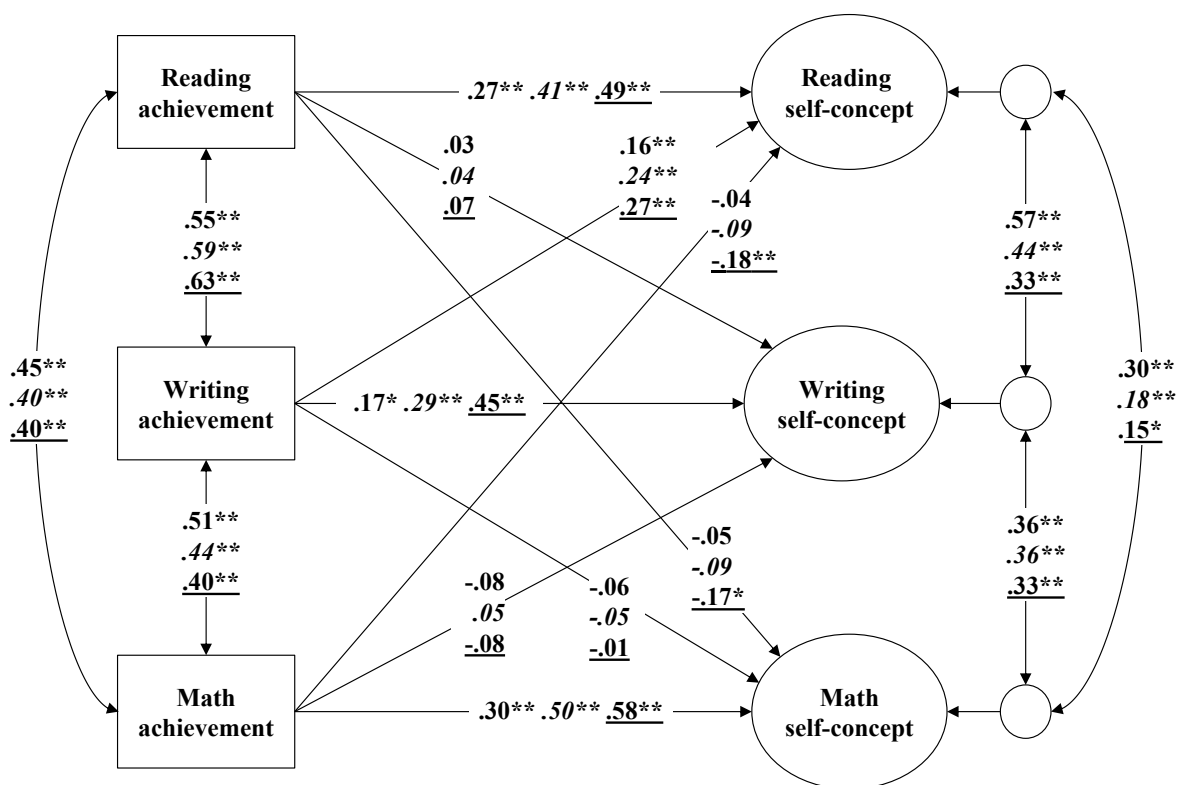 Reading
achievement
Reading
self-concept
.27** .41** .49**
.03
.04
.07
.16**
.24**
.27**
-.04
-.09
-.18**
.55**
.59**
.63**
.57**
.44**
.33**
.45**
.40**
.40**
Writing
achievement
.17* .29** .45**
Writing
self-concept
.30**
.18**
.15*
.51**
.44**
.40**
-.08
.05
-.08
-.06
-.05
-.01
-.05
-.09
-.17*
.36**
.36**
.33**
Math
achievement
.30** .50** .58**
Math
self-concept